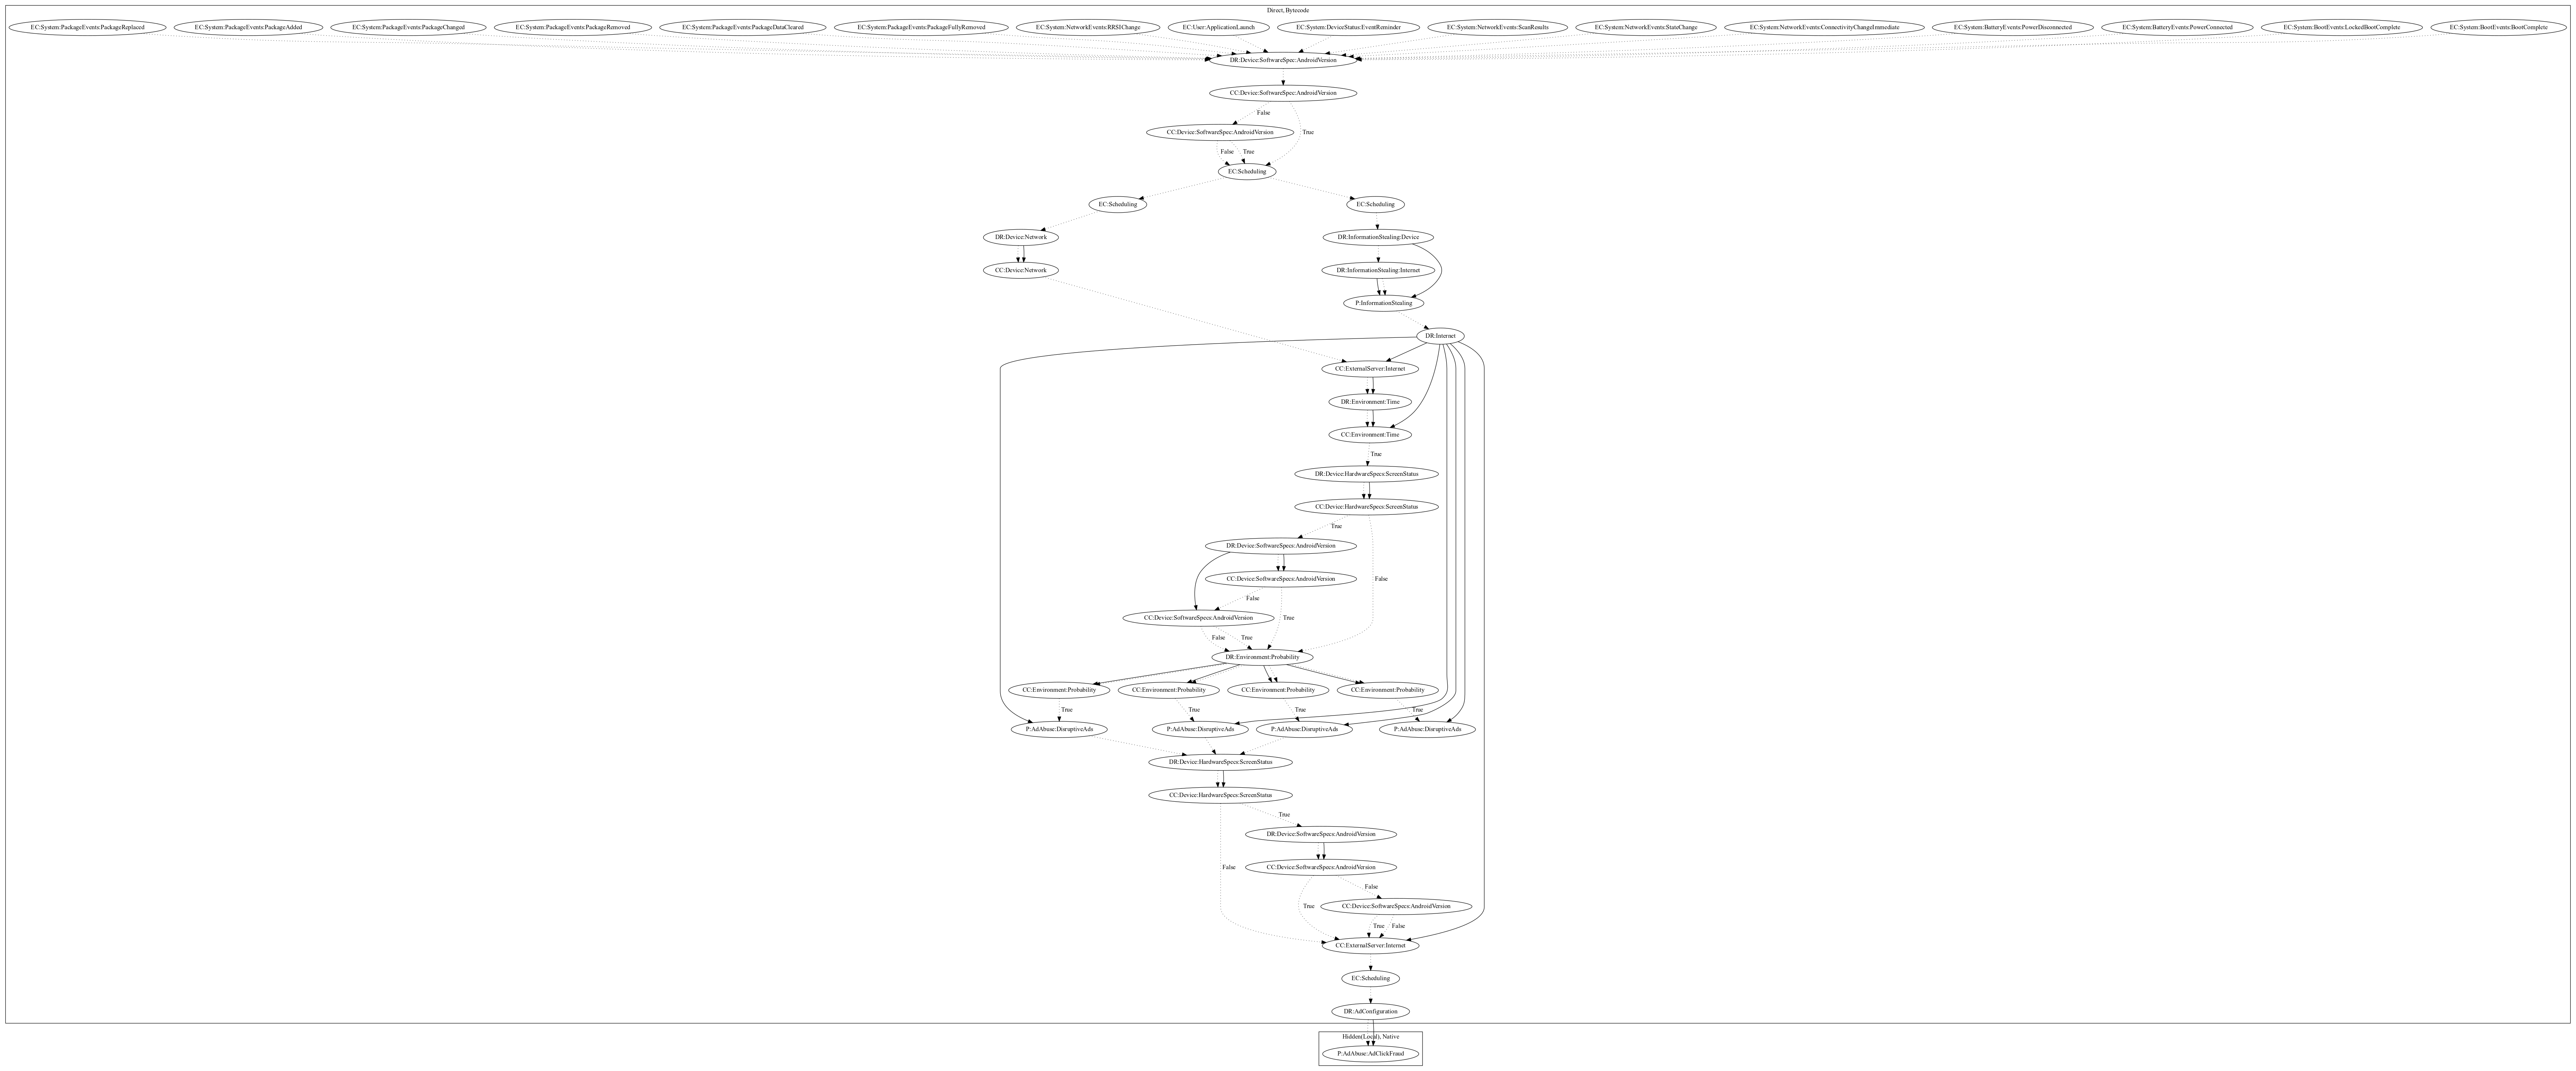 Direct, Bytecode
EC:System:PackageEvents:PackageReplaced
EC:System:PackageEvents:PackageAdded
EC:System:PackageEvents:PackageChanged
EC:System:PackageEvents:PackageRemoved
EC:System:PackageEvents:PackageDataCleared
EC:System:PackageEvents:PackageFullyRemoved
EC:System:NetworkEvents:RRSIChange
EC:User:ApplicationLaunch
EC:System:DeviceStatus:EventReminder
EC:System:NetworkEvents:ScanResults
EC:System:NetworkEvents:StateChange
EC:System:NetworkEvents:ConnectivityChangeImmediate
EC:System:BatteryEvents:PowerDisconnected
EC:System:BatteryEvents:PowerConnected
EC:System:BootEvents:LockedBootComplete
EC:System:BootEvents:BootComplete
DR:Device:SoftwareSpec:AndroidVersion
CC:Device:SoftwareSpec:AndroidVersion
False
CC:Device:SoftwareSpec:AndroidVersion
True
False
True
EC:Scheduling
EC:Scheduling
EC:Scheduling
DR:Device:Network
DR:InformationStealing:Device
CC:Device:Network
DR:InformationStealing:Internet
P:InformationStealing
DR:Internet
CC:ExternalServer:Internet
DR:Environment:Time
CC:Environment:Time
True
DR:Device:HardwareSpecs:ScreenStatus
CC:Device:HardwareSpecs:ScreenStatus
True
DR:Device:SoftwareSpecs:AndroidVersion
CC:Device:SoftwareSpecs:AndroidVersion
False
False
CC:Device:SoftwareSpecs:AndroidVersion
True
False
True
DR:Environment:Probability
CC:Environment:Probability
CC:Environment:Probability
CC:Environment:Probability
CC:Environment:Probability
True
True
True
True
P:AdAbuse:DisruptiveAds
P:AdAbuse:DisruptiveAds
P:AdAbuse:DisruptiveAds
P:AdAbuse:DisruptiveAds
DR:Device:HardwareSpecs:ScreenStatus
CC:Device:HardwareSpecs:ScreenStatus
True
DR:Device:SoftwareSpecs:AndroidVersion
False
CC:Device:SoftwareSpecs:AndroidVersion
False
True
CC:Device:SoftwareSpecs:AndroidVersion
True
False
CC:ExternalServer:Internet
EC:Scheduling
DR:AdConfiguration
Hidden(Local), Native
P:AdAbuse:AdClickFraud